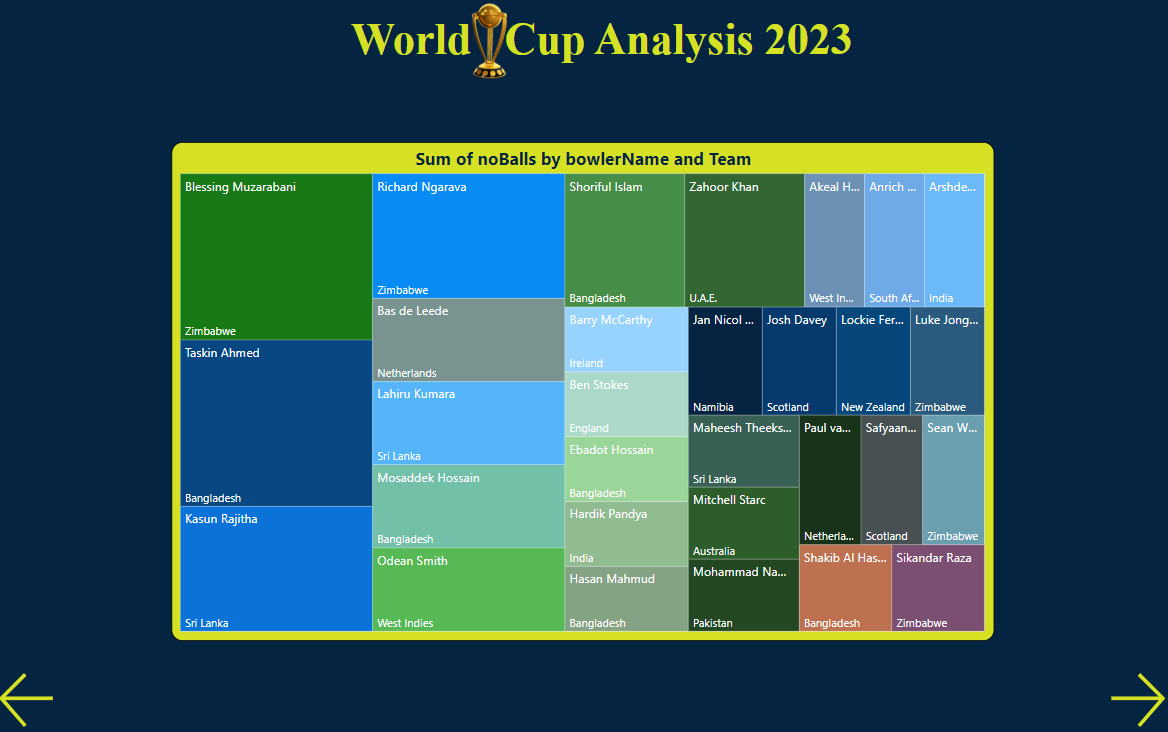 World Cup Analysis 2023
Sum of noBalls by bowlerName and Team
Blessing Muzarabani
Zimbabwe
Taskin Ahmed
Bangladesh
Kasun Rajitha
Sri Lanka
Richard Ngarava
Zimbabwe
Bas de Leede
Netherlands
Lahiru Kumara
Sri Lanka
Mosaddek Hossain
Bangladesh
Odean Smith
West Indies
Shoriful Islam
Bangladesh
Zahoor Khan
U.A.E.
Akeal H...
West In...
Anrich ...
South Af...
Arshde...
India
Barry McCarthy
Ireland
Ben Stokes
England
Ebadot Hossain
Bangladesh
Hardik Pandya
India
Hasan Mahmud
Bangladesh
Jan Nicol ...
Namibia
Josh Davey
Scotland
Lockie Fer...
New Zealand
Luke Jong...
Zimbabwe
Maheesh Theeks...
Sri Lanka
Mitchell Starc
Australia
Mohammad Na...
Pakistan
Paul va...
Netherla...
Safyaan...
Scotland
Sean W...
Zimbabwe
Shakib Al Has...
Bangladesh
Sikandar Raza
Zimbabwe